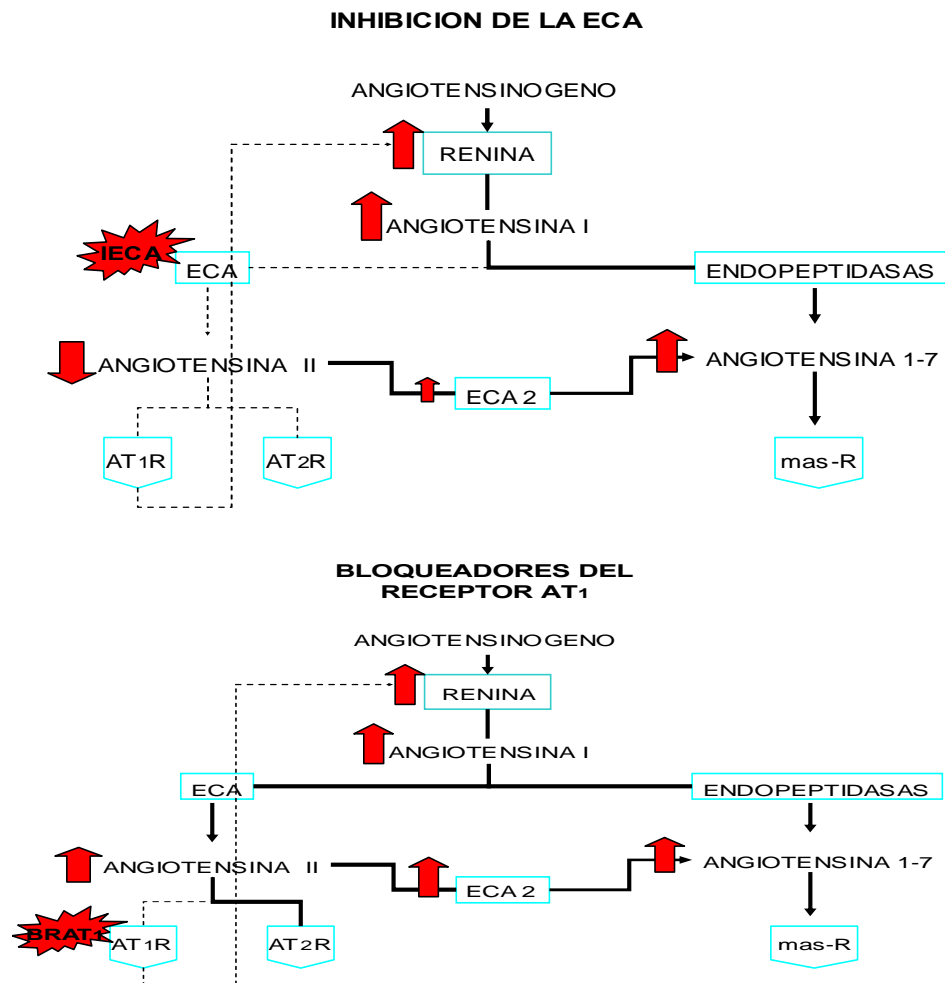 INHIBICION DE LA ECA
ANGIOTENSINOGENO
RENINA
ANGIOTENSINA I
IECA
ECA
ENDOPEPTIDASAS
ANGIOTENSINA II
ECA 2
ANGIOTENSINA 1-7
AT1R
AT2R
mas-R
BLOQUEADORES DEL
RECEPTOR AT1
ANGIOTENSINOGENO
RENINA
ANGIOTENSINA I
ECA
ENDOPEPTIDASAS
ANGIOTENSINA II
ECA 2
ANGIOTENSINA 1-7
BRAT1
AT1R
AT2R
mas-R